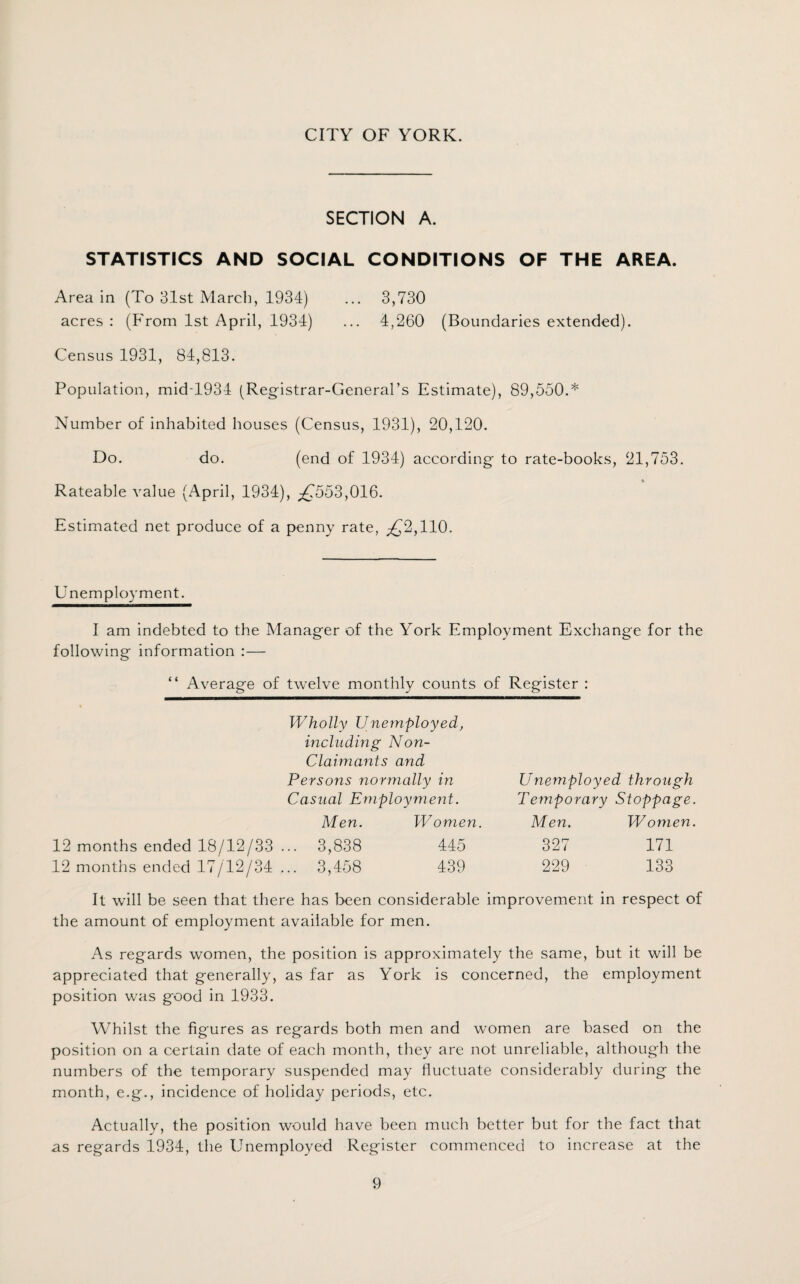 CITY OF YORK.
SECTION A.
STATISTICS AND SOCIAL CONDITIONS OF THE AREA.
Area in (To 31st March, 1934) ... 3,730
acres : (From 1st April, 1934) ... 4,260 (Boundaries extended).
Census 1931, 84,813.
Population, mid-1934 (Registrar-General's Estimate), 89,550.*
Number of inhabited houses (Census, 1931), 20,120.
Do. do. (end of 1934) according to rate-books, 21,753.
Rateable value (April, 1934), £553,016.
Estimated net produce of a penny rate, £2,110.
Unemployment.
I am indebted to the Manager of the York Employment Exchange for the
following information :—
“ Average of twelve monthly counts of Register :
Wholly Unemployed,
including Non-
Claimants and
Persons normally in Unemployed through
Casual Employment. Temporary Stoppage.
Men. Women. Men. Women.
12 months ended 18/12/33 ... 3,838 445 327 171
12 months ended 17/12/34 ... 3,458 439 229 133
It will be seen that there has been considerable improvement in respect of
the amount of employment available for men.
As regards women, the position is approximately the same, but it will be
appreciated that generally, as far as York is concerned, the employment
position was good in 1933.
Whilst the figures as regards both men and women are based on the
position on a certain date of each month, they are not unreliable, although the
numbers of the temporary suspended may fluctuate considerably during the
month, e.g., incidence of holiday periods, etc.
Actually, the position would have been much better but for the fact that
as regards 1934, the Unemployed Register commenced to increase at the
9